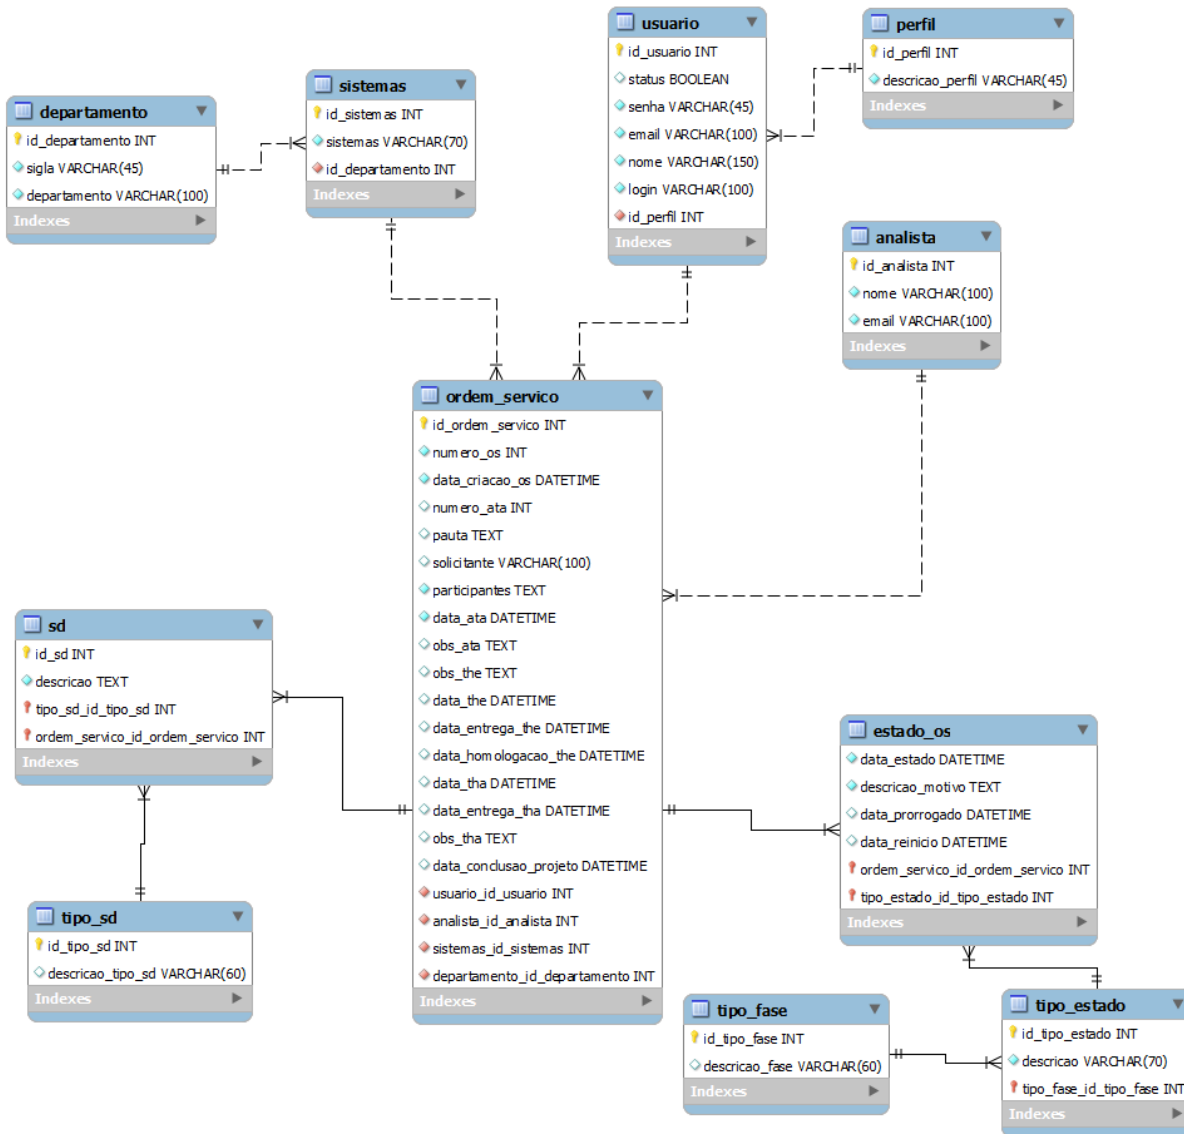 departamento
id_departamento INT
sigla VARCHAR(45)
departamento VARCHAR(100)
Indexes
sistemas
id_sistemas INT
sistemas VARCHAR(70)
id_departamento INT
Indexes
usuario
id_usuario INT
status BOOLEAN
senha VARCHAR(45)
email VARCHAR(100)
nome VARCHAR(150)
login VARCHAR(100)
id_perfil INT
Indexes
perfil
id_perfil INT
descricao_perfil VARCHAR(45)
Indexes
analista
id_analista INT
nome VARCHAR(100)
email VARCHAR(100)
Indexes
ordem_servico
id_ordem_servico INT
numero_os INT
data_criacao_os DATETIME
numero_ata INT
pauta TEXT
solicitante VARCHAR(100)
participantes TEXT
data_ata DATETIME
obs_ata TEXT
obs_the TEXT
data_the DATETIME
data_entrega_the DATETIME
data_homologacao_the DATETIME
data_tha DATETIME
data_entrega_tha DATETIME
obs_tha TEXT
data_conclusao_projeto DATETIME
usuario_id_usuario INT
analista_id_analista INT
sistemas_id_sistemas INT
departamento_id_departamento INT
Indexes
sd
id_sd INT
descricao TEXT
tipo_sd_id_tipo_sd INT
ordem_servico_id_ordem_servico INT
Indexes
tipo_sd
id_tipo_sd INT
descricao_tipo_sd VARCHAR(60)
Indexes
estado_os
data_estado DATETIME
descricao_motivo TEXT
data_prorrogado DATETIME
data_reinicio DATETIME
ordem_servico_id_ordem_servico INT
tipo_estado_id_tipo_estado INT
Indexes
tipo_fase
id_tipo_fase INT
descricao_fase VARCHAR(60)
Indexes
tipo_estado
id_tipo_estado INT
descricao VARCHAR(70)
tipo_fase_id_tipo_fase INT
Indexes